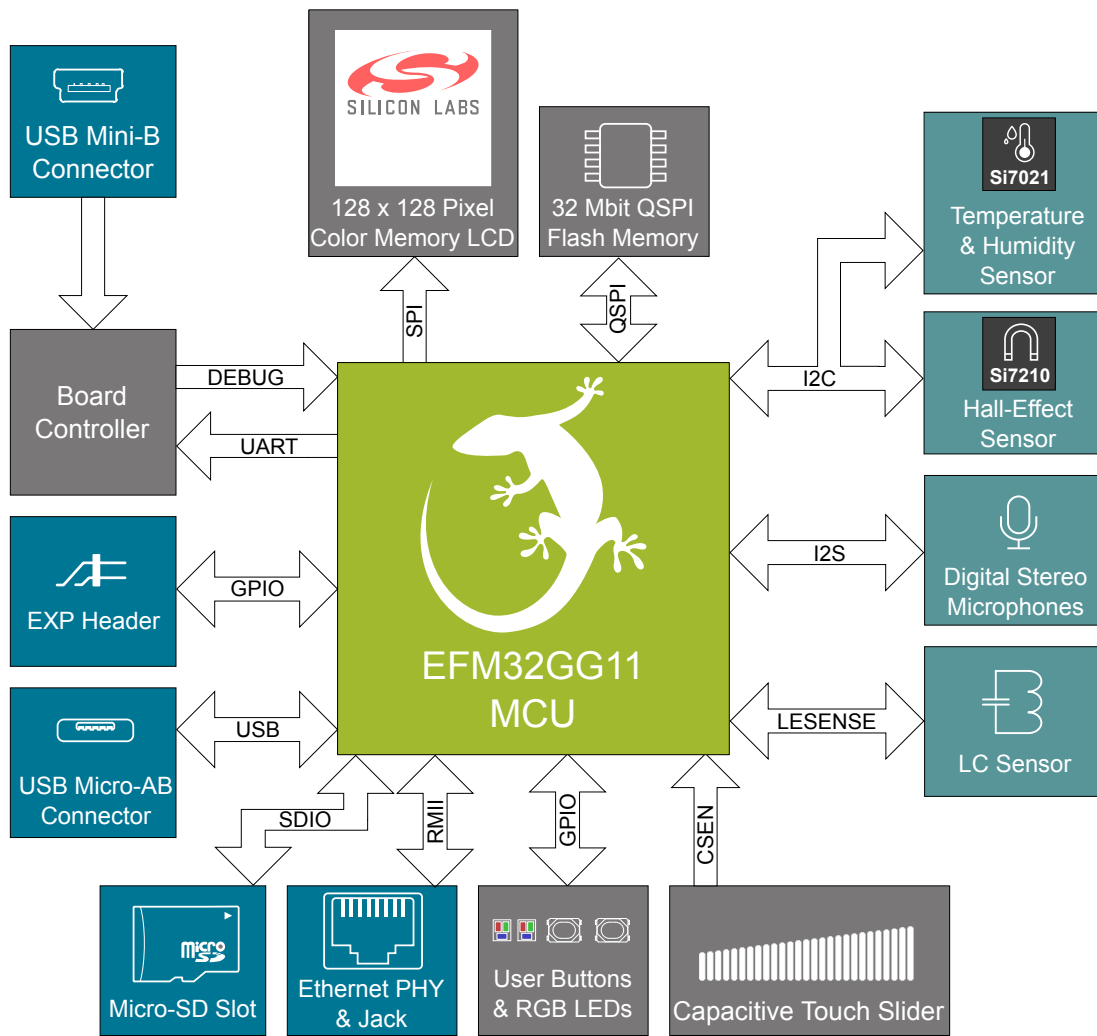 USB Mini-B
Connector
SILICON LABS
128 x 128 Pixel
Color Memory LCD
32 Mbit QSPI
Flash Memory
Si7021
Temperature
& Humidity
Sensor
SPI
QSPI
Board
Controller
DEBUG
UART
I2C
Si7210
Hall-Effect
Sensor
EXP Header
GPIO
I2S
Digital Stereo
Microphones
EFM32GG11
MCU
USB Micro-AB
Connector
USB
LESENSE
LC Sensor
SDIO
RMII
GPIO
CSEN
Micro
SD
Micro-SD Slot
Ethernet PHY
& Jack
User Buttons
& RGB LEDs
Capacitive Touch Slider